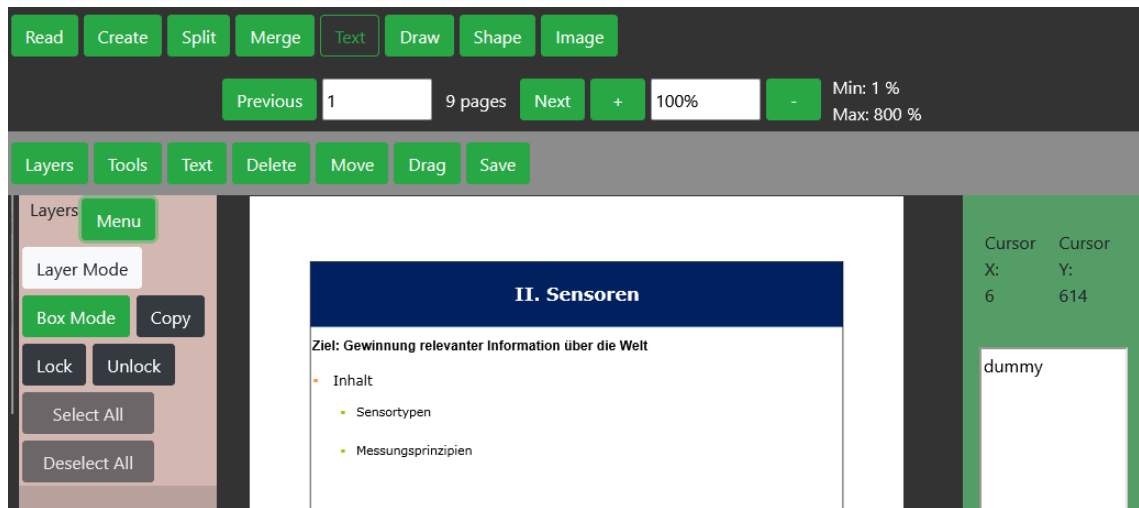 Read Create Split Merge Text Draw Shape Image
Previous 1 9 pages Next + 100% - Min: 1 %
Max: 800 %
Layers Tools Text Delete Move Drag Save
Layers Menu
Layer Mode
Box Mode Copy
Lock Unlock
Select All
Deselect All
II. Sensoren
Ziel: Gewinnung relevanter Information über die Welt
Inhalt
Sensortypen
Messungsprinzipien
Cursor Cursor
X: Y:
6 614
dummy